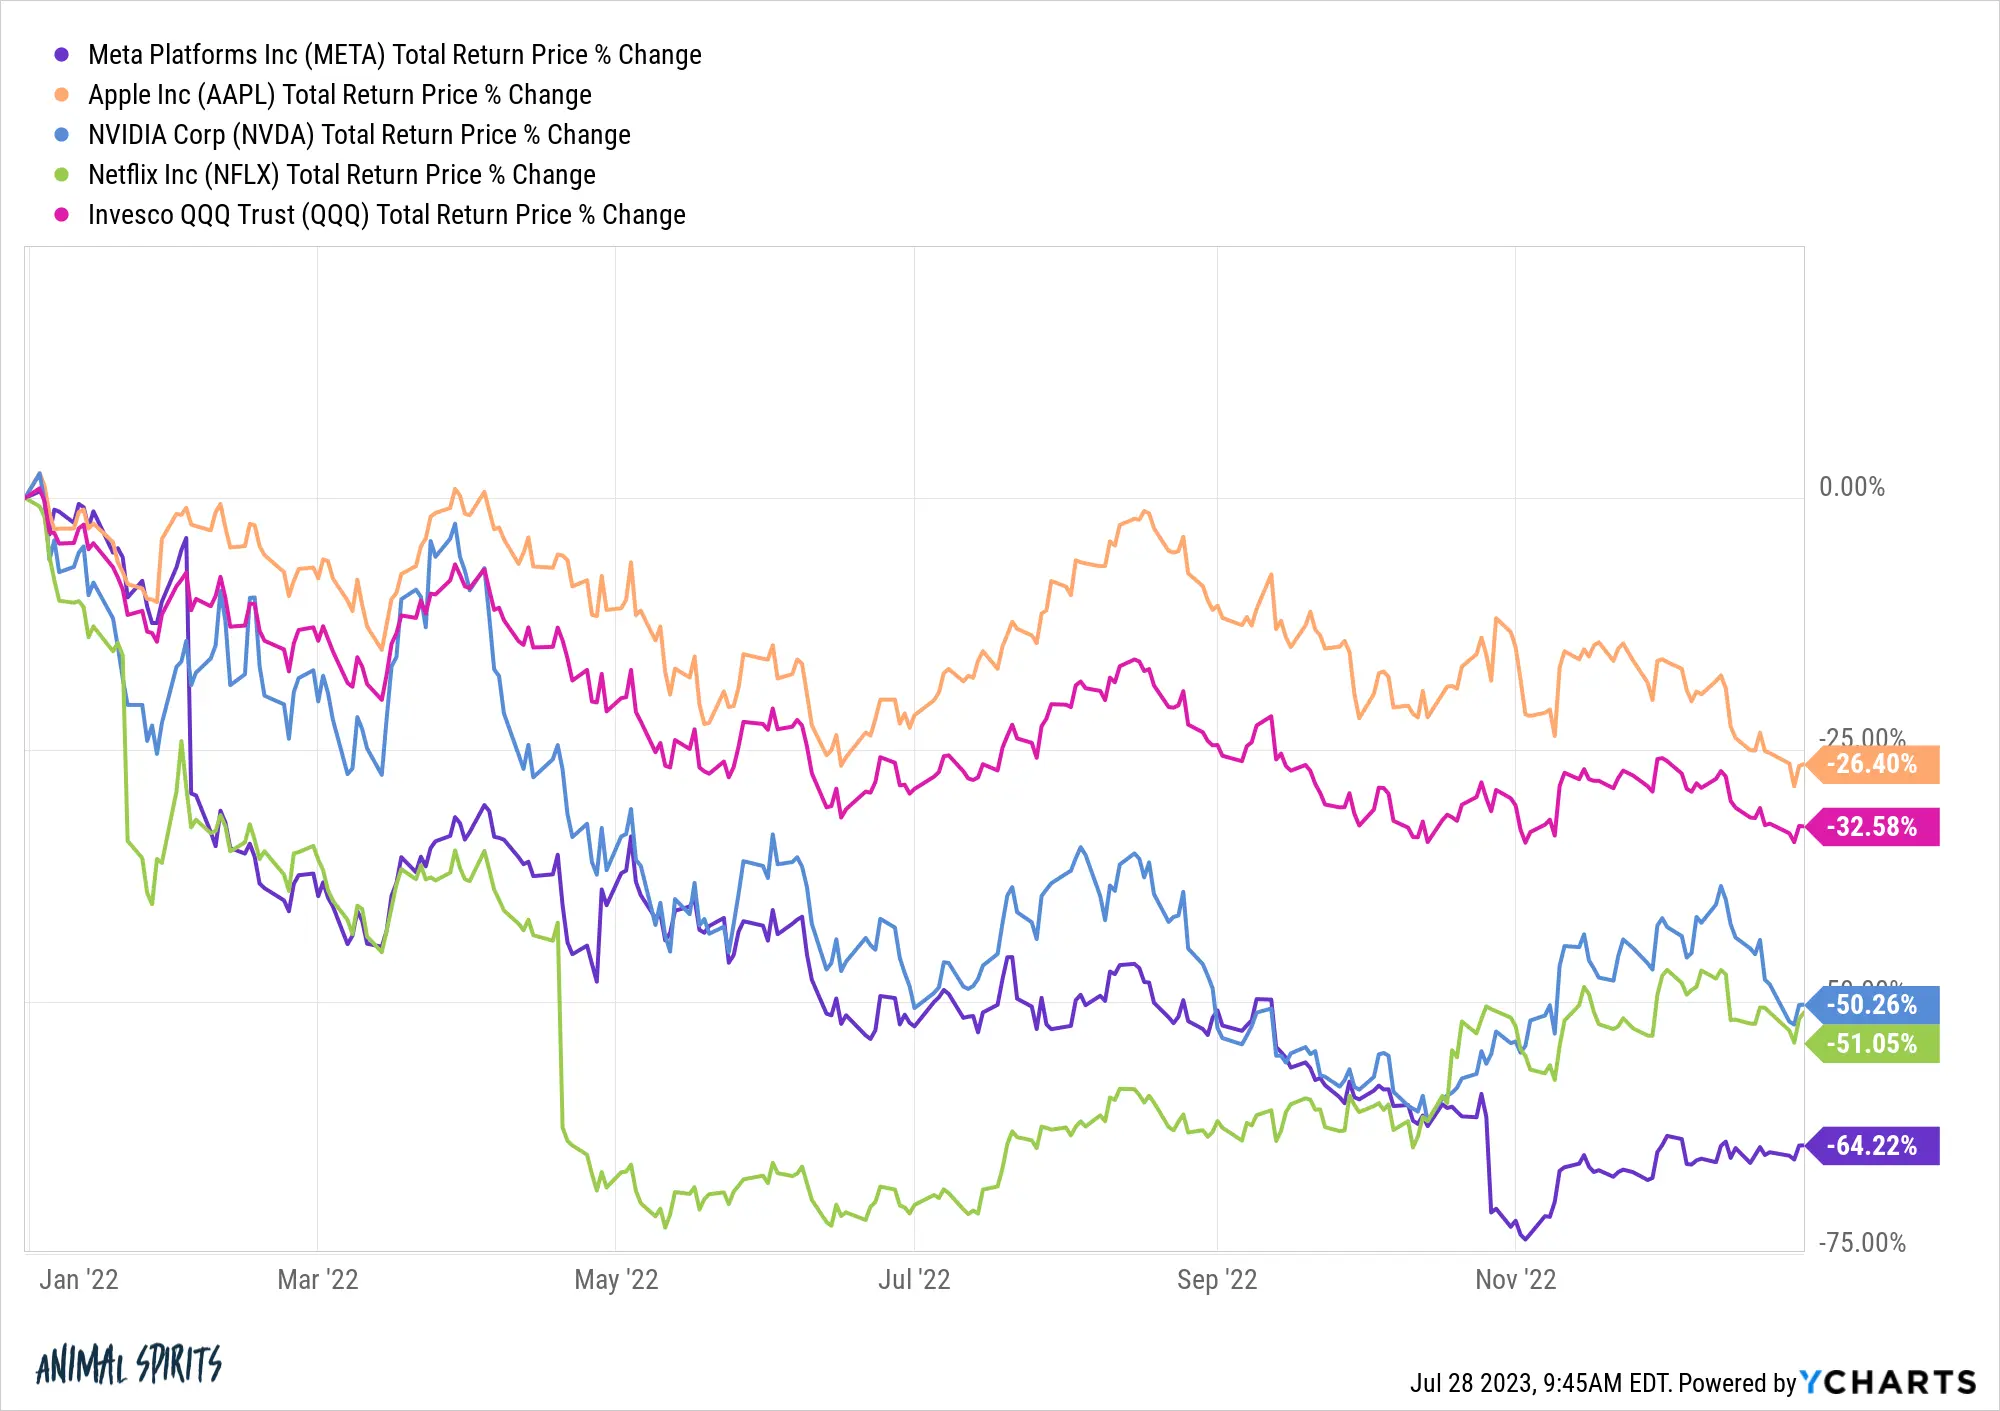 Meta Platforms Inc (META) Total Return Price % Change
Apple Inc (AAPL) Total Return Price % Change
NVIDIA Corp (NVDA) Total Return Price % Change
Netflix Inc (NFLX) Total Return Price % Change
Invesco QQQ Trust (QQQ) Total Return Price % Change
0.00%
-25.00%
-26.40%
-32.58%
-50.00%
-50.26%
-51.05%
-64.22%
-75.00%
Jan '22 Mar '22 May '22 Jul '22 Sep '22 Nov '22
ANIMAL SPIRITS
Jul 28 2023, 9:45AM EDT. Powered by YCHARTS